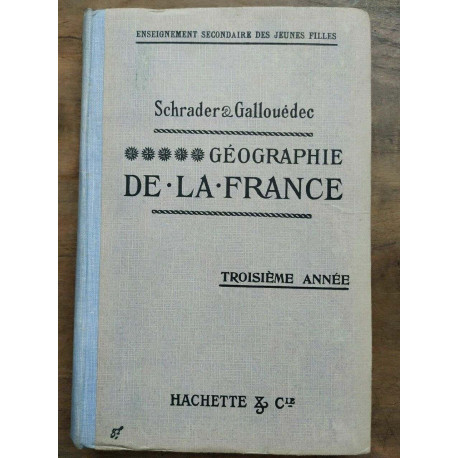 ENSEIGNEMENT SECONDAIRE DES JEUNES FILLES
Schrader & Gallouédec
GÉOGRAPHIE
DE·LA·FRANCE
TROISIÈME ANNÉE
HACHETTE & CIE